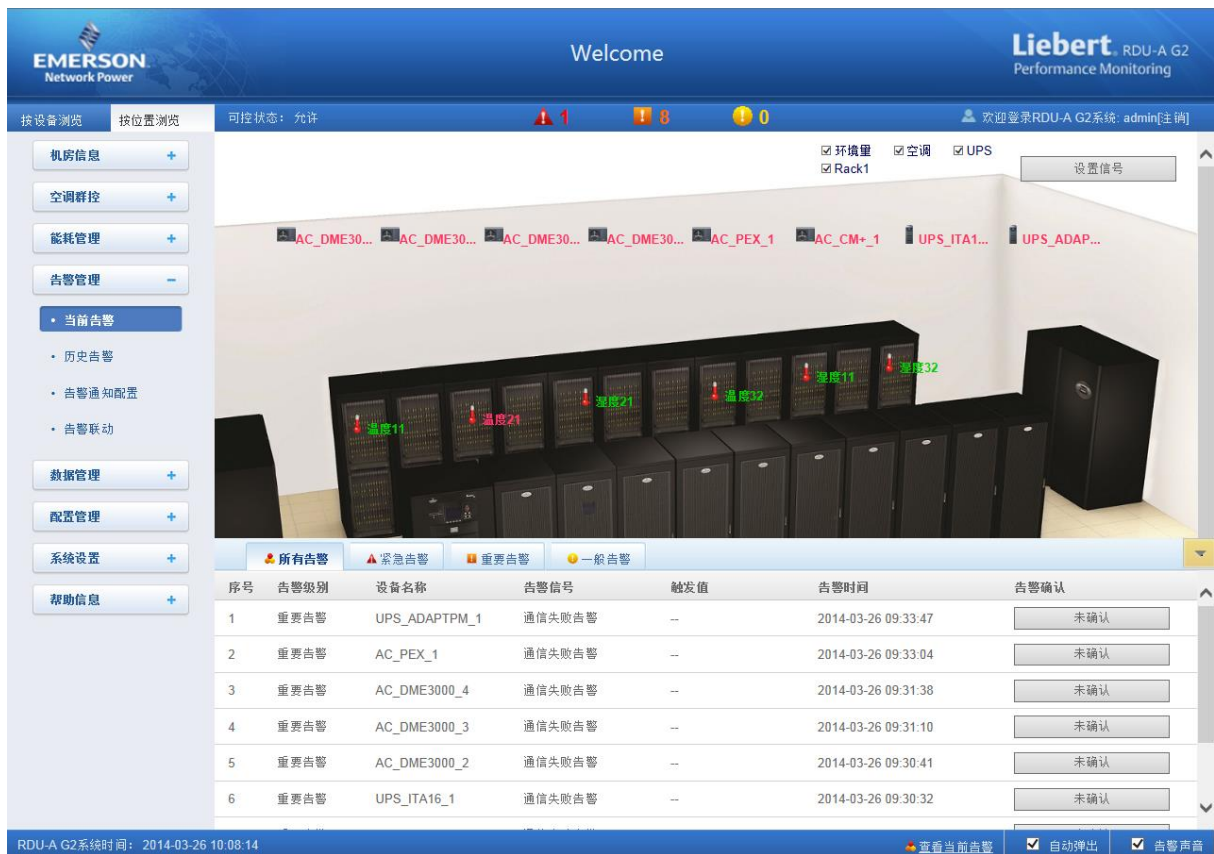 EMERSON
Network Power
Welcome
Liebert. RDU-A G2
Performance Monitoring
按设备浏览 按位置浏览 可控状态：允许 1 8 0 欢迎登录RDU-A G2系统: admin[注销]
环境量 空调 UPS
Rack1
设置信号
机房信息 +
空调群控 +
能耗管理 +
告警管理 −
• 当前告警
• 历史告警
• 告警通知配置
• 告警联动
数据管理 +
配置管理 +
系统设置 +
帮助信息 +
AC_DME30... AC_DME30... AC_DME30... AC_DME30... AC_PEX_1 AC_CM+_1 UPS_ITA1... UPS_ADAP...
温度11 温度21 湿度21 温度32 湿度11 湿度32
所有告警 紧急告警 重要告警 一般告警
序号 告警级别 设备名称 告警信号 触发值 告警时间 告警确认
1 重要告警 UPS_ADAPTPM_1 通信失败告警 -- 2014-03-26 09:33:47 未确认
2 重要告警 AC_PEX_1 通信失败告警 -- 2014-03-26 09:33:04 未确认
3 重要告警 AC_DME3000_4 通信失败告警 -- 2014-03-26 09:31:38 未确认
4 重要告警 AC_DME3000_3 通信失败告警 -- 2014-03-26 09:31:10 未确认
5 重要告警 AC_DME3000_2 通信失败告警 -- 2014-03-26 09:30:41 未确认
6 重要告警 UPS_ITA16_1 通信失败告警 -- 2014-03-26 09:30:32 未确认
RDU-A G2系统时间：2014-03-26 10:08:14 查看当前告警 自动弹出 告警声音